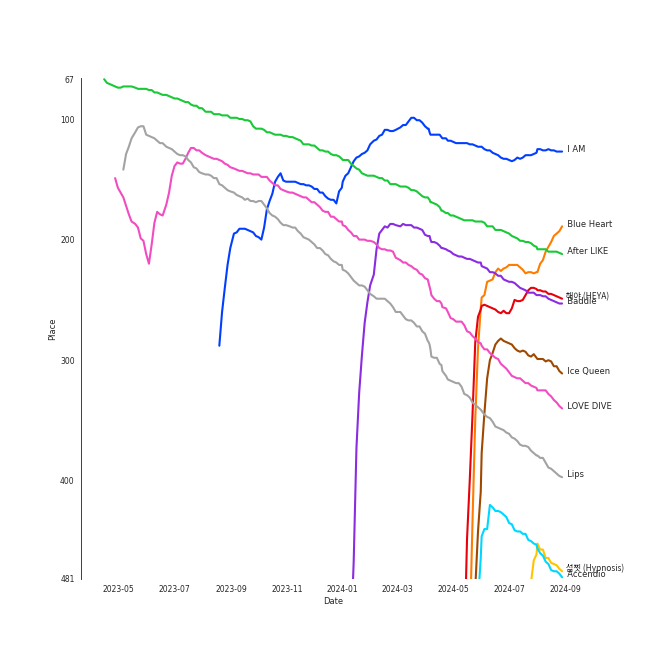 67
100
I AM
200
Blue Heart
After LIKE
해야 (HEYA)
Baddie
Place
300
Ice Queen
LOVE DIVE
400
Lips
섬찟 (Hypnosis)
Accendio
481
2023-05 2023-07 2023-09 2023-11 2024-01 2024-03 2024-05 2024-07 2024-09
Date